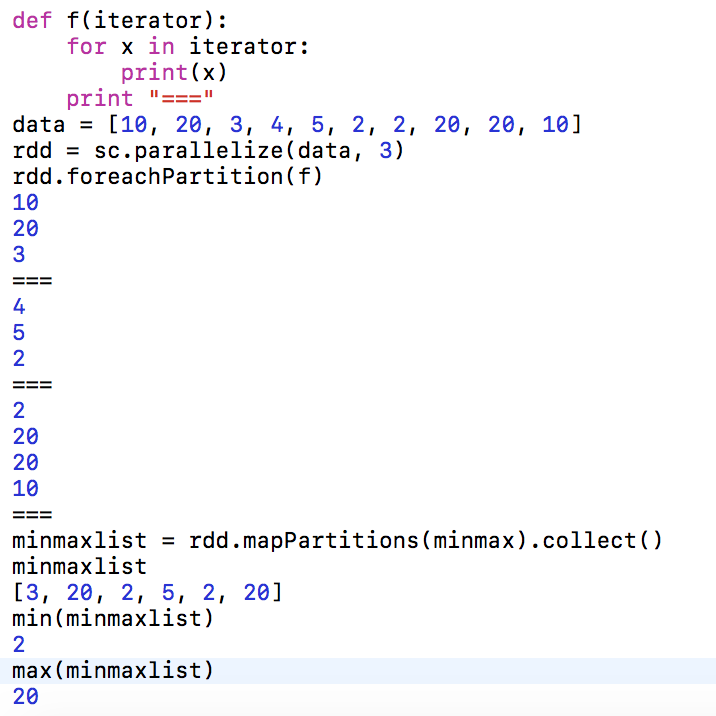 def f(iterator):
    for x in iterator:
        print(x)
    print "==="
data = [10, 20, 3, 4, 5, 2, 2, 20, 20, 10]
rdd = sc.parallelize(data, 3)
rdd.foreachPartition(f)
10
20
3
===
4
5
2
===
2
20
20
10
===
minmaxlist = rdd.mapPartitions(minmax).collect()
minmaxlist
[3, 20, 2, 5, 2, 20]
min(minmaxlist)
2
max(minmaxlist)
20